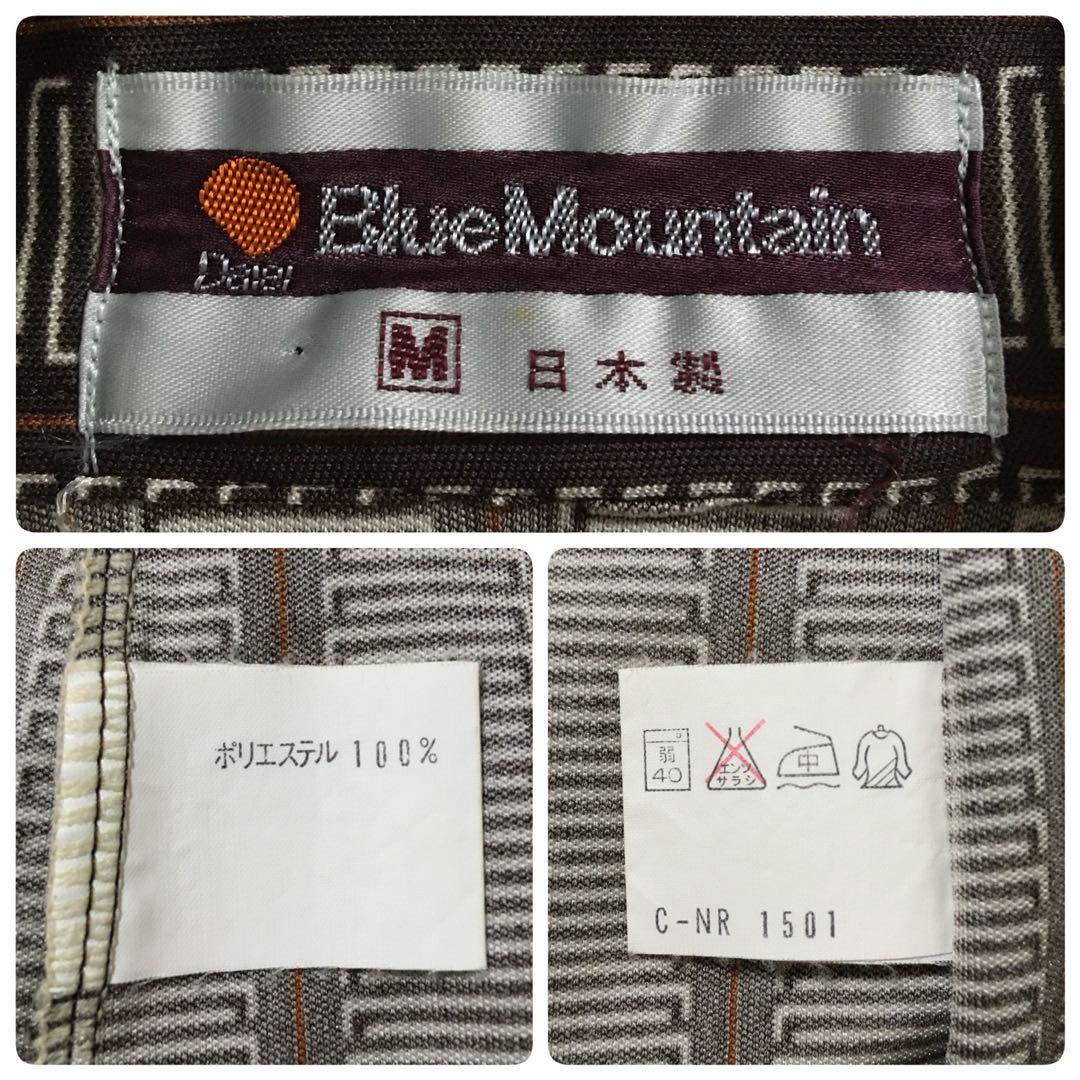 BlueMountain
Daiei
M 日本製
ポリエステル 100%
弱
40
エンソ
サラシ
中
C-NR 1501